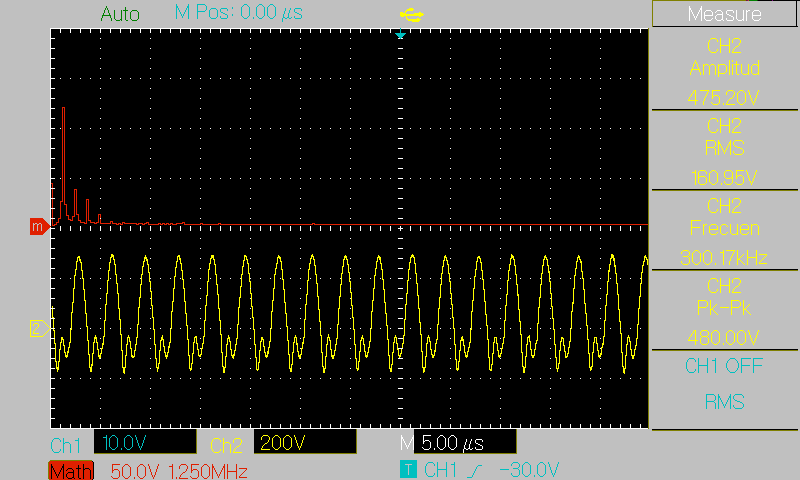 Auto M Pos: 0.00 µs
Measure
CH2
Amplitud
475.20V
CH2
RMS
160.95V
CH2
Frecuen
300.17kHz
CH2
Pk-Pk
480.00V
CH1 OFF
RMS
m
2
Ch1 10.0V Ch2 200V M 5.00 µs
Math 50.0V 1.250MHz T CH1 -30.0V